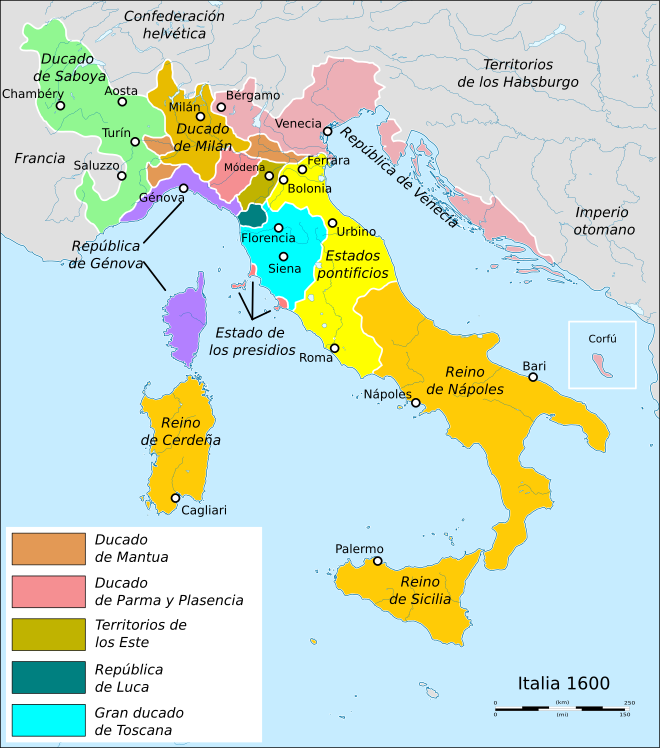 Confederación
helvética
Ducado
de Saboya
Territorios
de los Habsburgo
Chambéry
Aosta
Bérgamo
Milán
Ducado
de Milán
Venecia
Turín
República de Venecia
Francia
Saluzzo
Módena
Ferrara
Bolonia
Génova
Imperio
otomano
Urbino
Florencia
República
de Génova
Siena
Estados
pontificios
Estado de
los presidios
Roma
Corfú
Reino
de Nápoles
Bari
Nápoles
Reino
de Cerdeña
Cagliari
Palermo
Reino
de Sicilia
Ducado
de Mantua
Ducado
de Parma y Plasencia
Territorios de
los Este
República
de Luca
Gran ducado
de Toscana
Italia 1600
0 (km) 250
0 (mi) 150